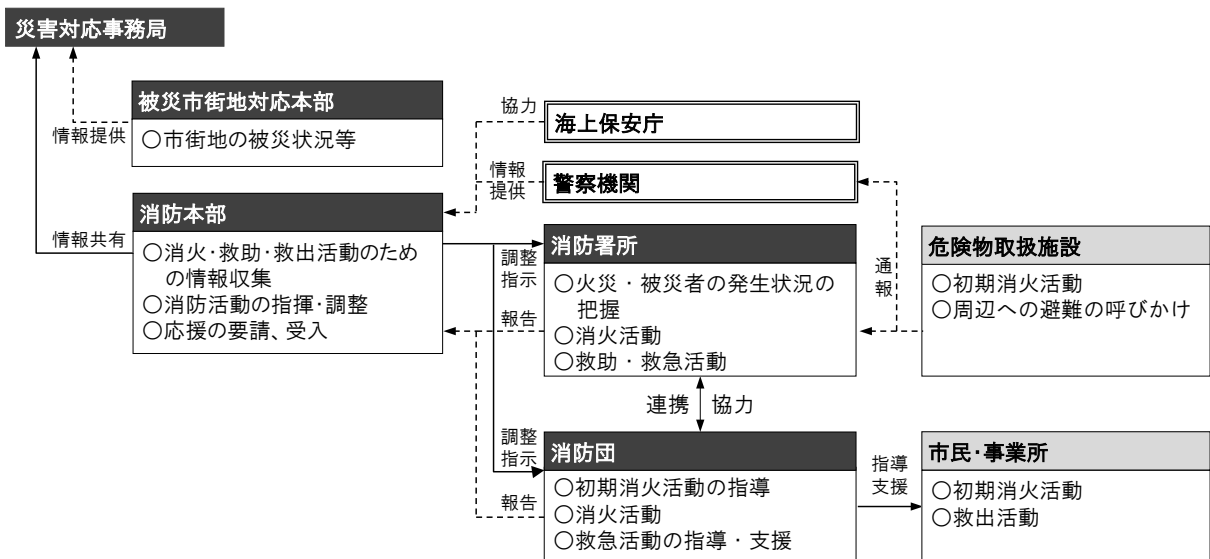 災害対応事務局
被災市街地対応本部
情報提供
○市街地の被災状況等
協力
海上保安庁
情報
提供
警察機関
消防本部
情報共有
○消火・救助・救出活動のため
の情報収集
○消防活動の指揮・調整
○応援の要請、受入
調整
指示
報告
消防署所
○火災・被災者の発生状況の
把握
○消火活動
○救助・救急活動
通
報
危険物取扱施設
○初期消火活動
○周辺への避難の呼びかけ
連携
協力
調整
指示
報告
消防団
○初期消火活動の指導
○消火活動
○救急活動の指導・支援
指導
支援
市民・事業所
○初期消火活動
○救出活動